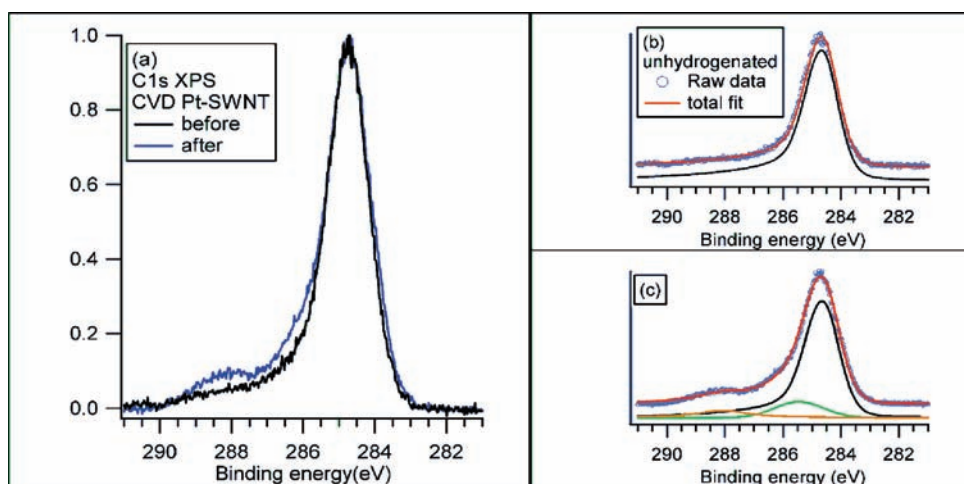 (a)
C1s XPS
CVD Pt-SWNT
before
after
1.0
0.8
0.6
0.4
0.2
0.0
290 288 286 284 282
Binding energy(eV)
(b)
unhydrogenated
Raw data
total fit
290 288 286 284 282
Binding energy (eV)
(c)
290 288 286 284 282
Binding energy (eV)